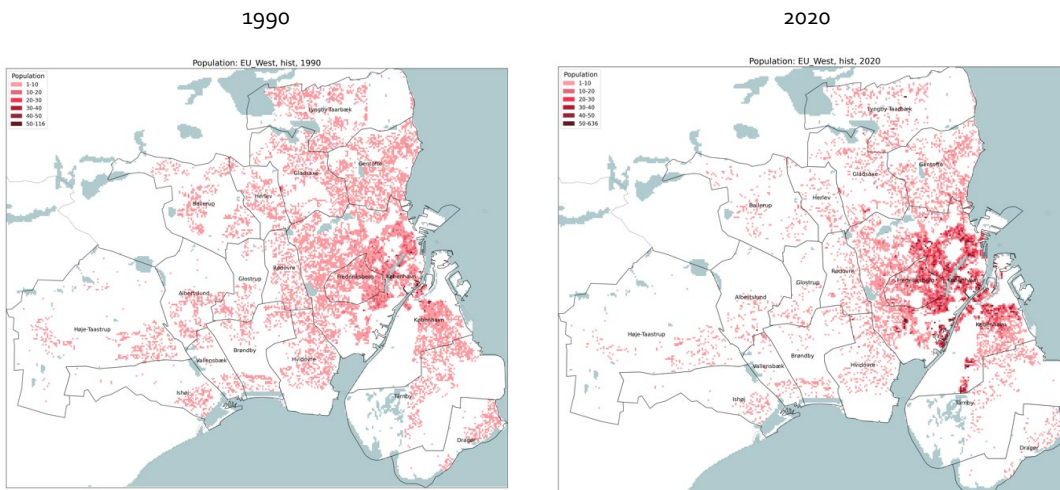 1990
2020
Population: EU_West, hist, 1990
Population
1-10
10-20
20-30
30-40
40-50
50-116
Lyngby-Taarbæk
Gentofte
Gladsaxe
Ballerup
Herlev
Rødovre
Glostrup
Frederiksberg
København
Albertslund
København
Høje-Taastrup
Brøndby
Vallensbæk
Hvidovre
Ishøj
Tårnby
Dragør
Population: EU_West, hist, 2020
Population
1-10
10-20
20-30
30-40
40-50
50-636
Lyngby-Taarbæk
Gentofte
Gladsaxe
Ballerup
Herlev
Rødovre
Glostrup
Frederiksberg
København
Albertslund
København
Høje-Taastrup
Brøndby
Vallensbæk
Hvidovre
Ishøj
Tårnby
Dragør